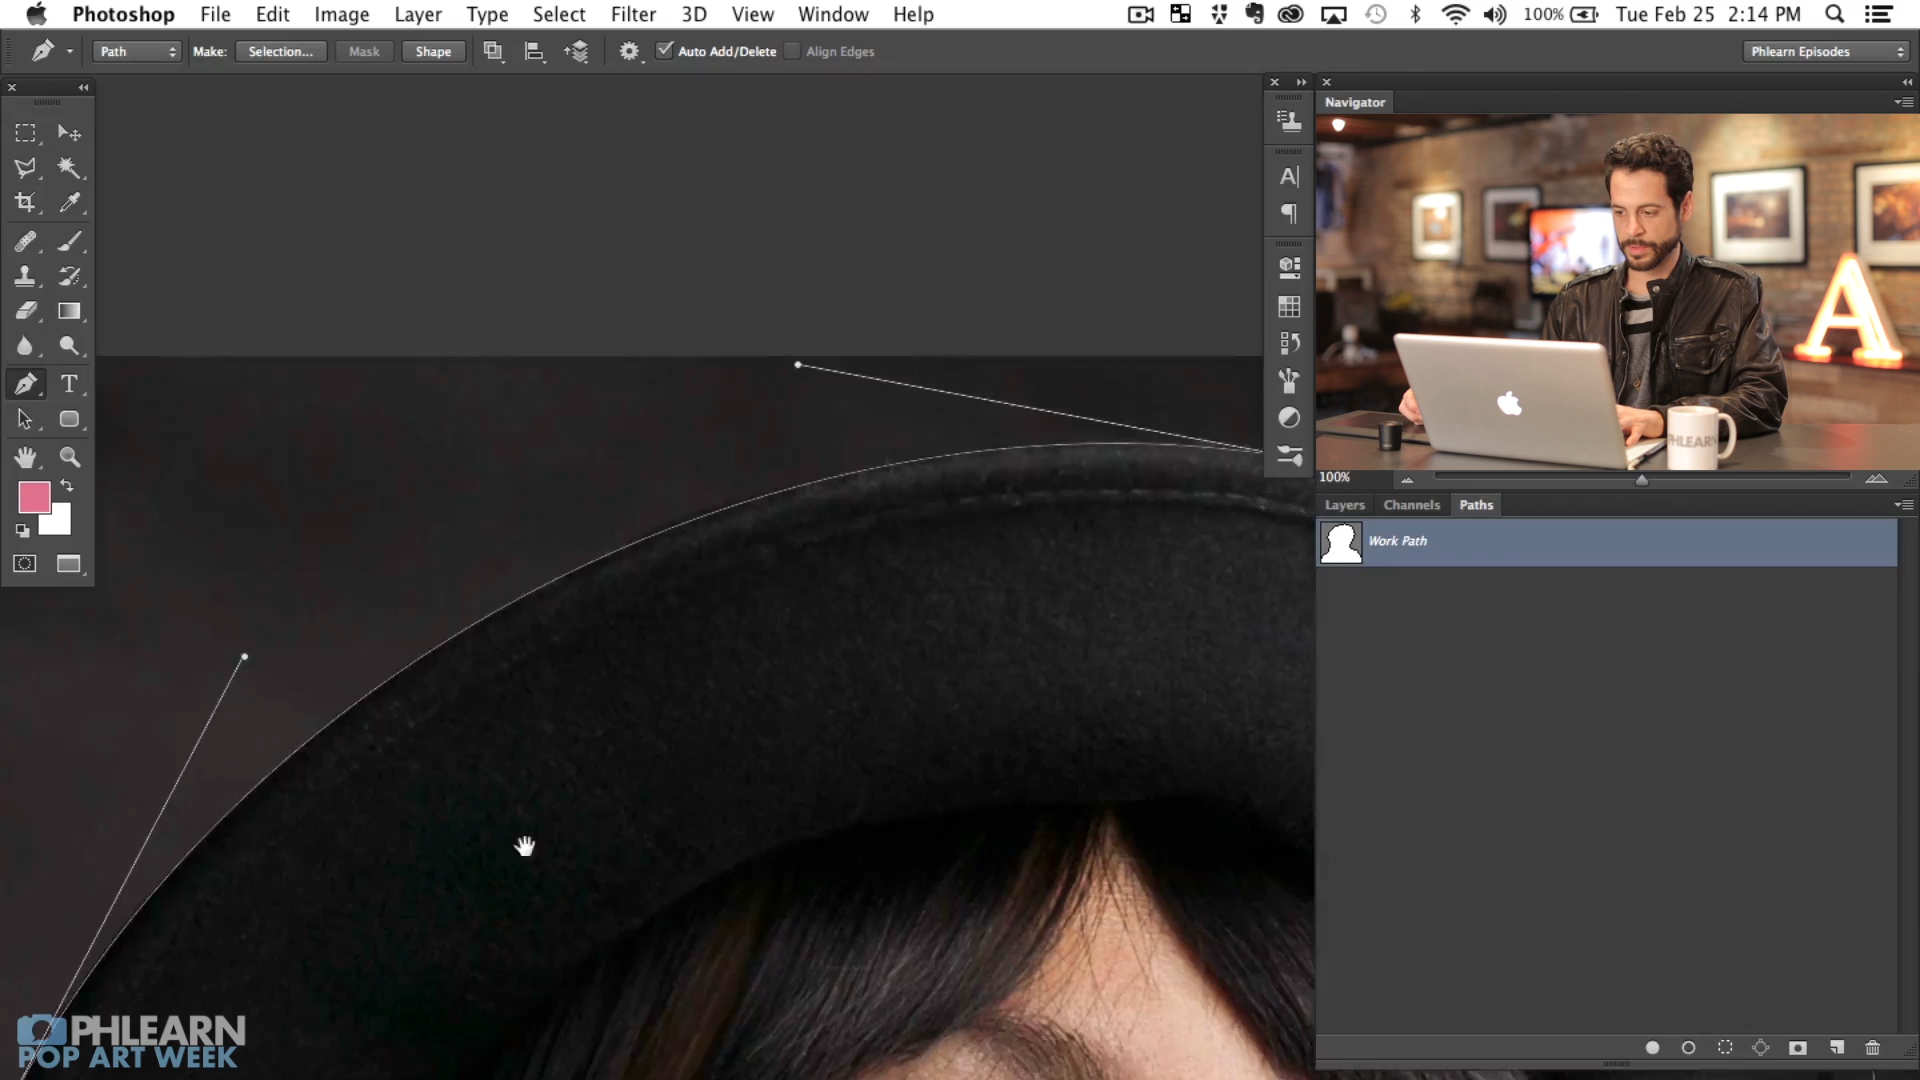 Photoshop File Edit Image Layer Type Select Filter 3D View Window Help 100% Tue Feb 25 2:14 PM
Path Make: Selection... Mask Shape Auto Add/Delete Align Edges Phlearn Episodes
Navigator
A
PHLEARN
100%
Layers Channels Paths
Work Path
PHLEARN
POP ART WEEK